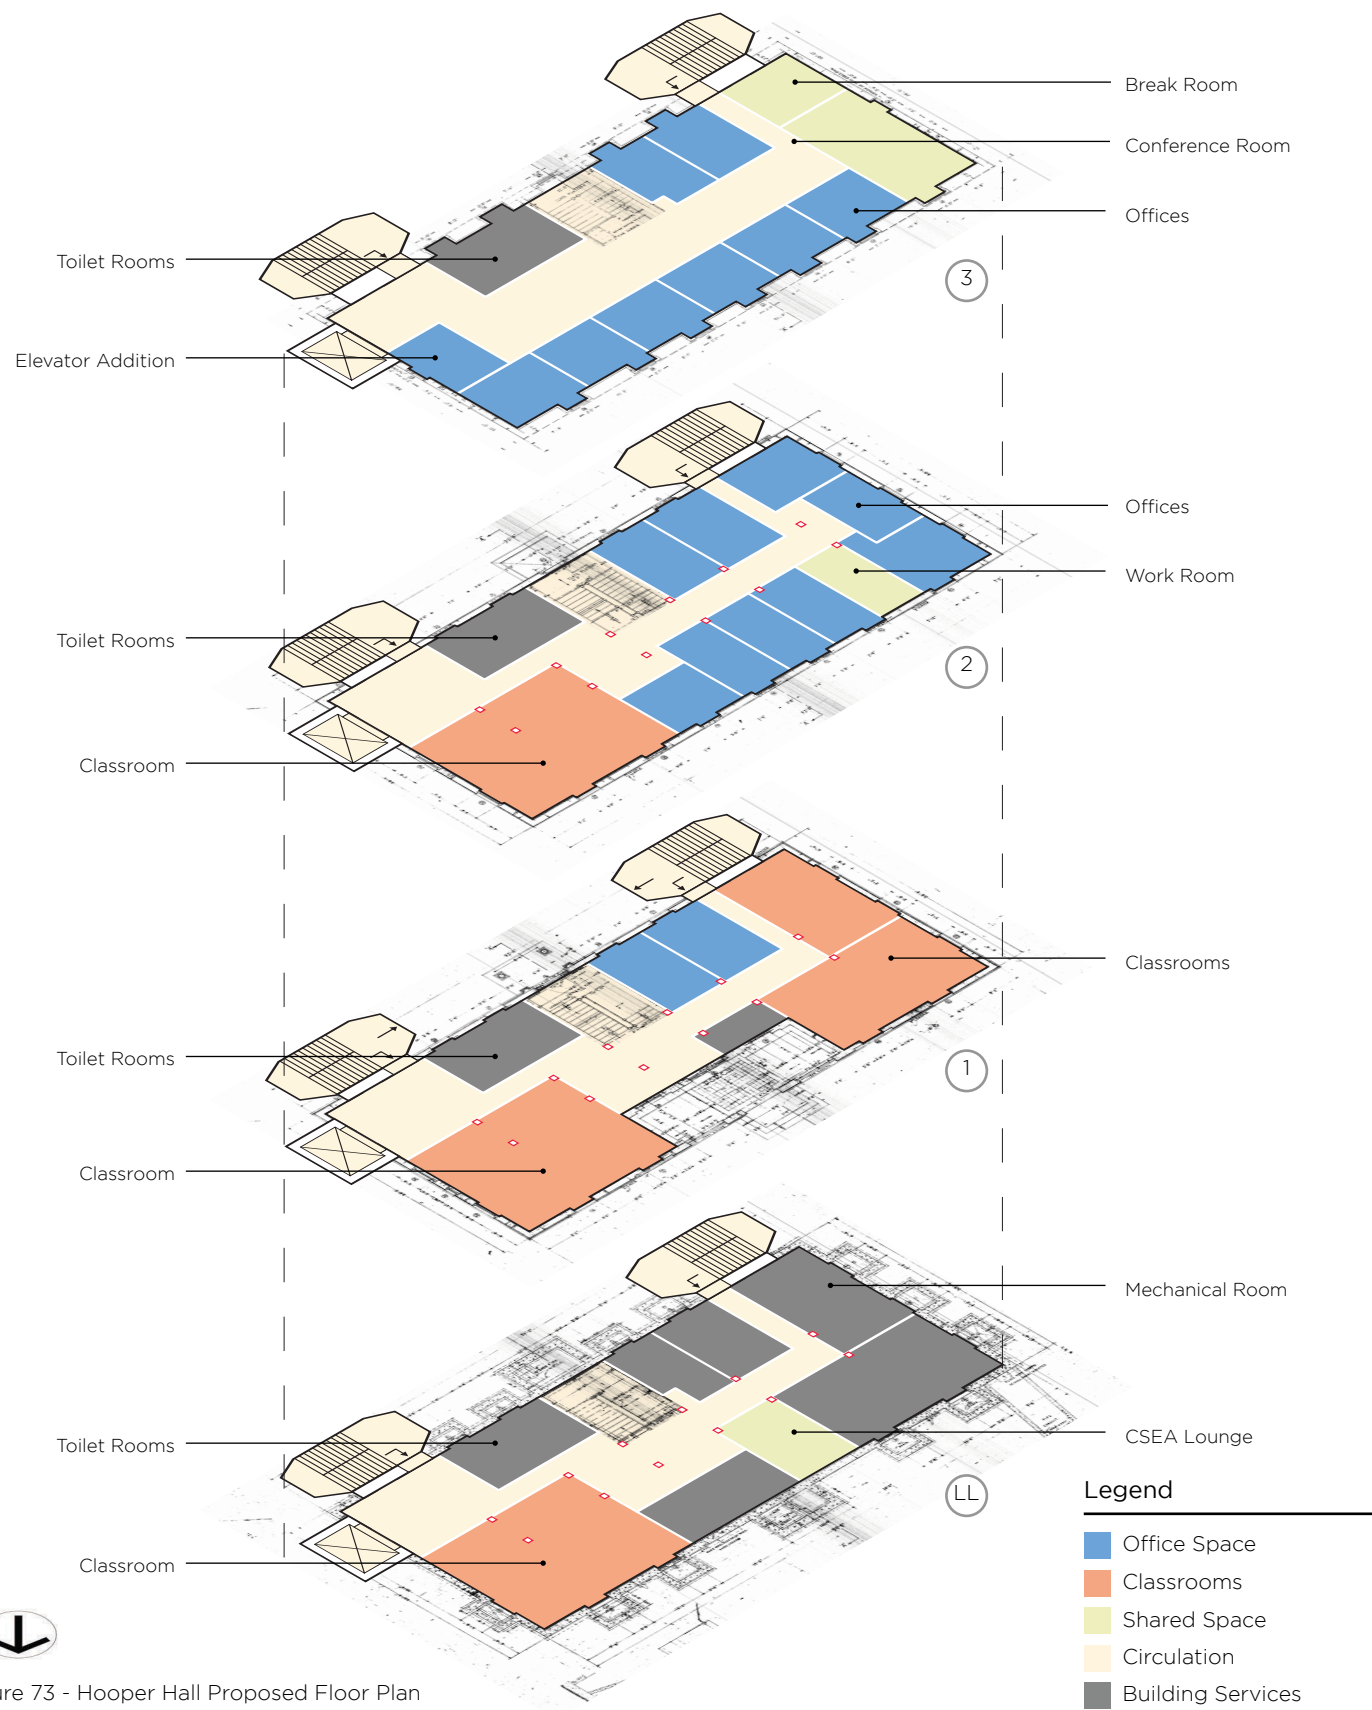 Break Room
Conference Room
Offices
Toilet Rooms
3
Elevator Addition
Offices
Work Room
Toilet Rooms
2
Classroom
Classrooms
Toilet Rooms
1
Classroom
Mechanical Room
Toilet Rooms
CSEA Lounge
LL
Classroom
Legend
Office Space
Classrooms
Shared Space
Circulation
Building Services
ure 73 - Hooper Hall Proposed Floor Plan